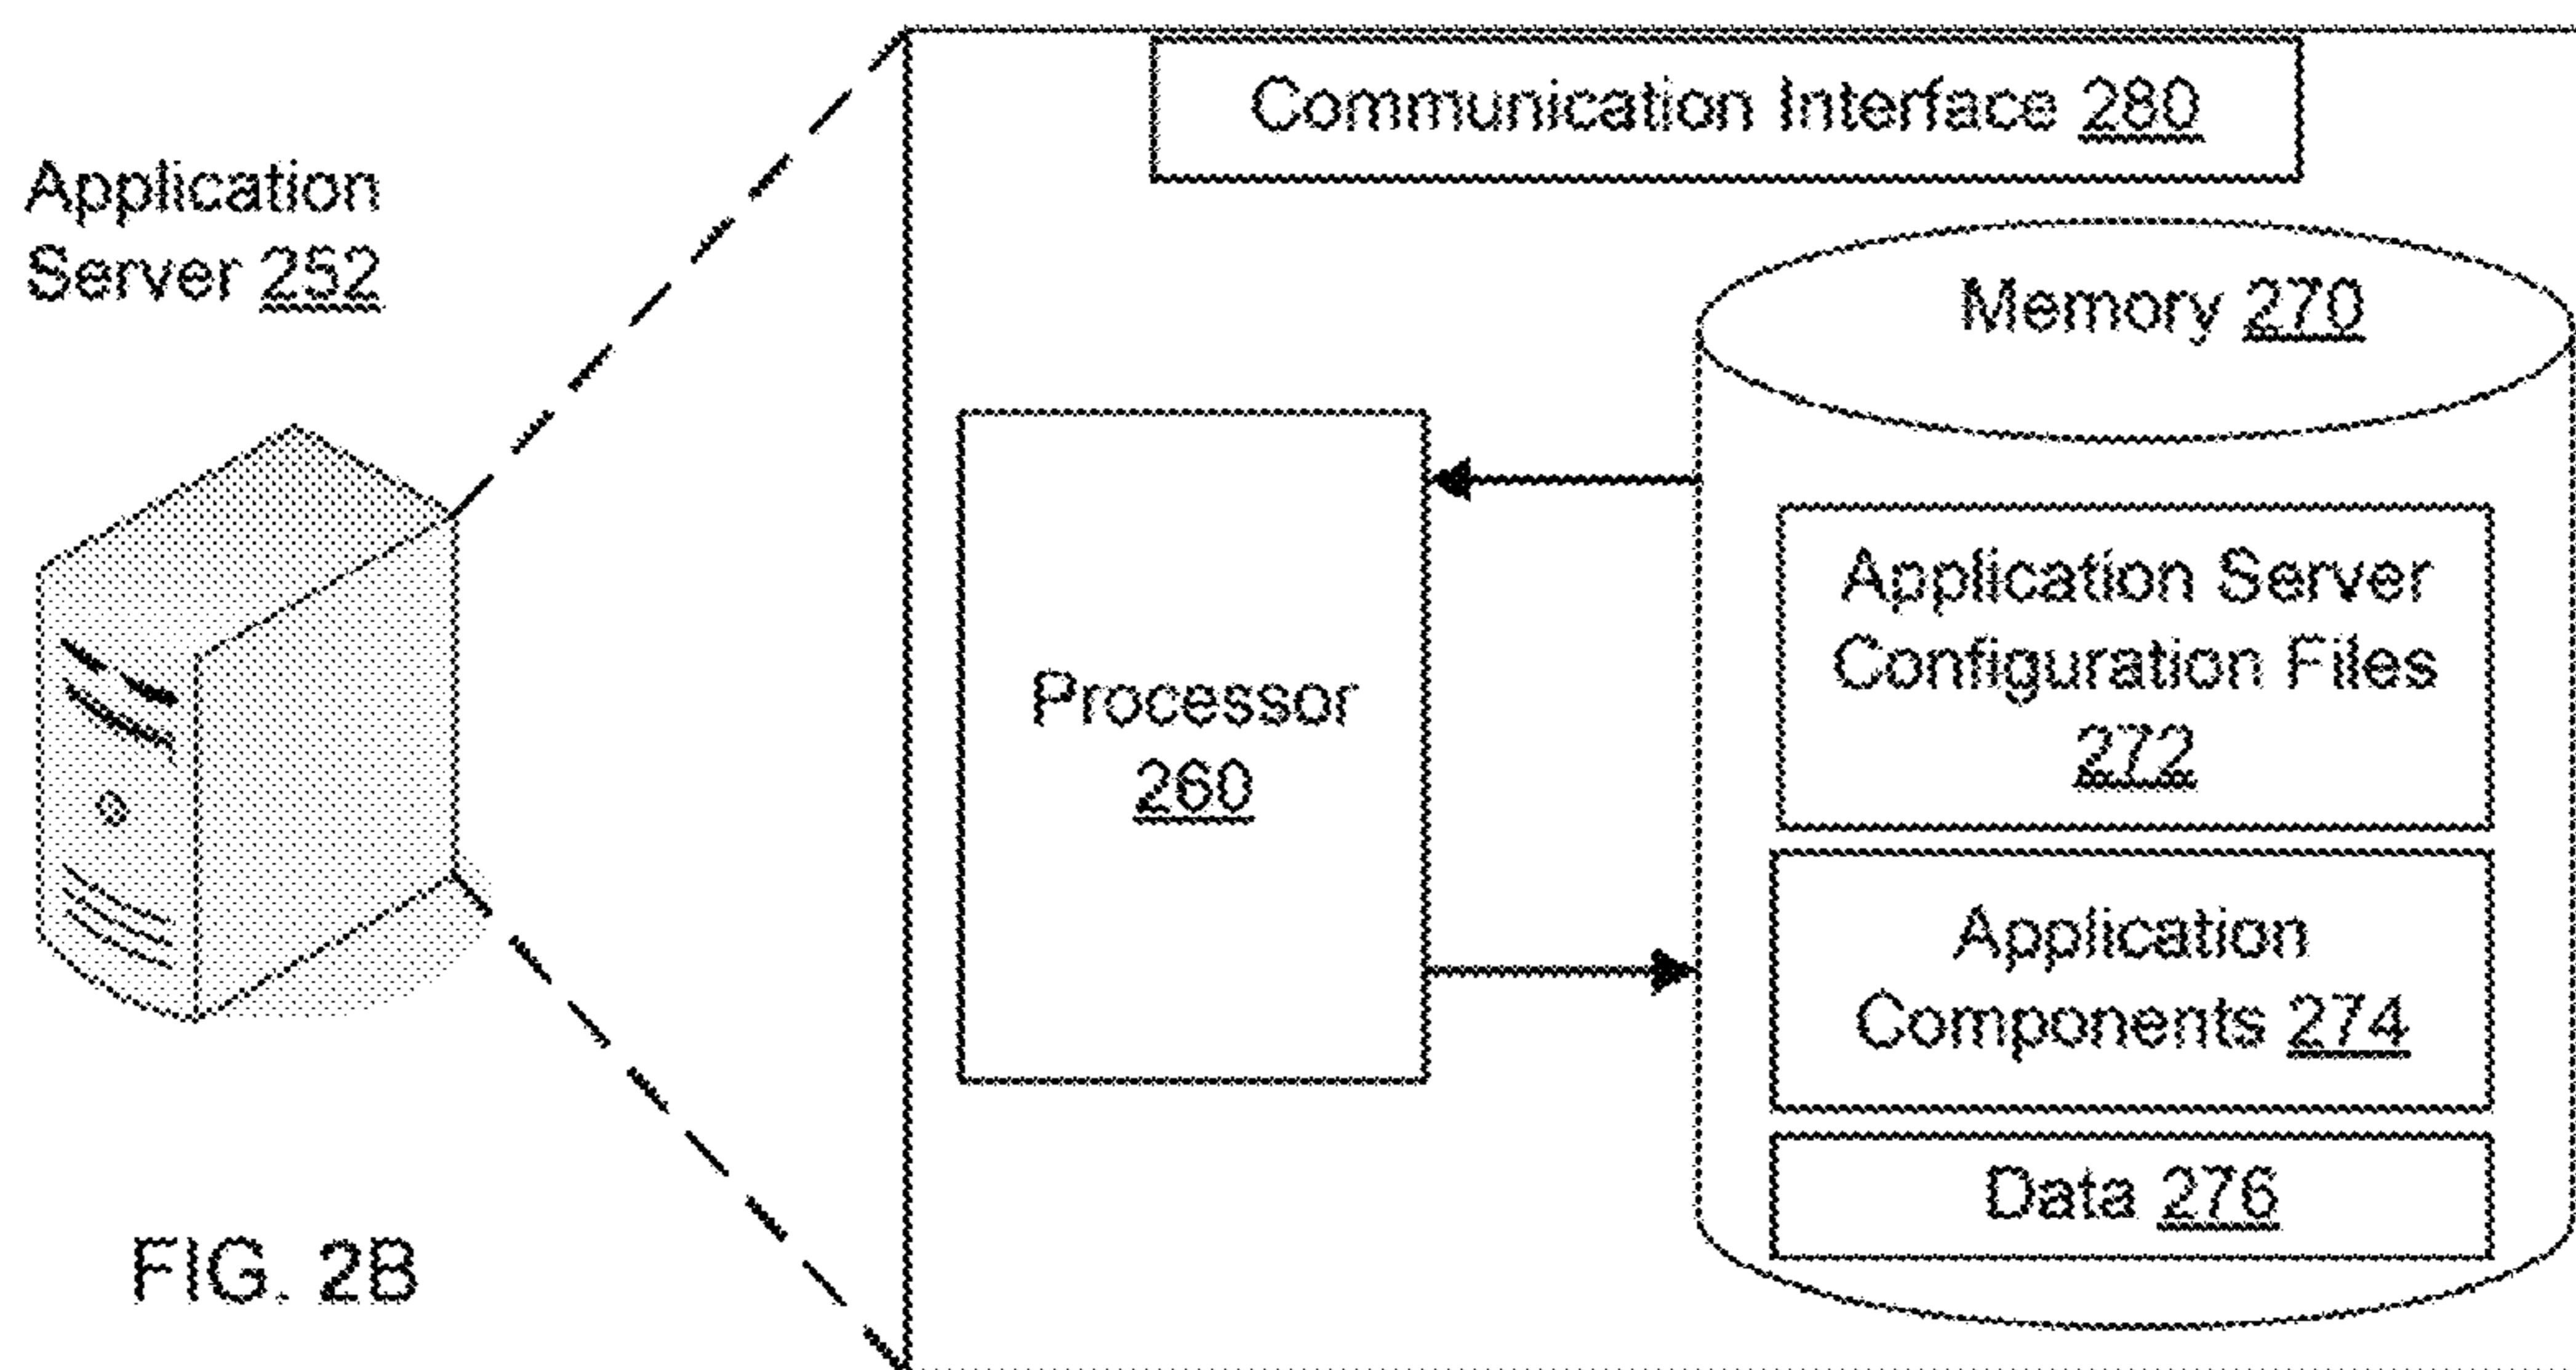 Communication Interface 280
Application
Server 252
Memory 270
Application Server
Configuration Files
272
Processor
260
Application
Components 274
Data 276
FIG. 2B